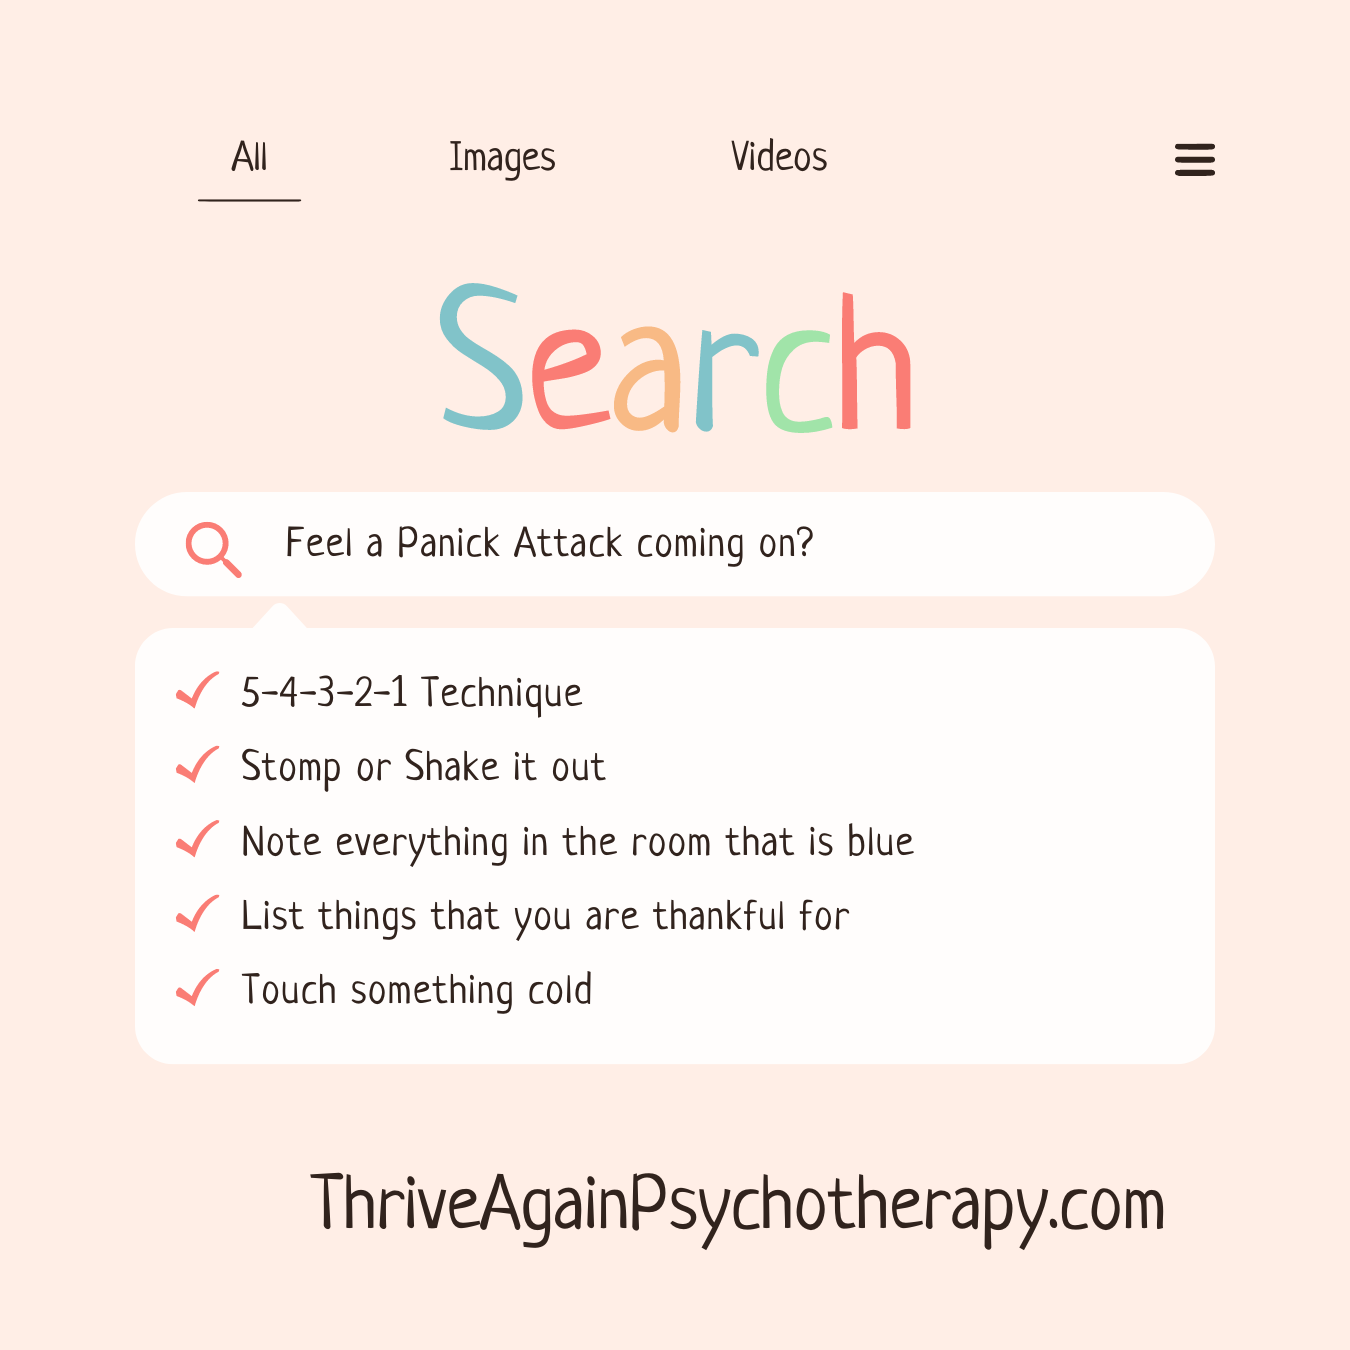 All Images Videos
Search
Feel a Panick Attack coming on?
5-4-3-2-1 Technique
Stomp or Shake it out
Note everything in the room that is blue
List things that you are thankful for
Touch something cold
ThriveAgainPsychotherapy.com